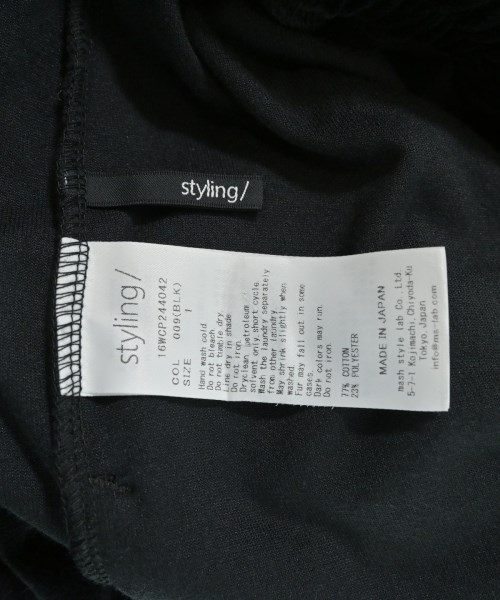 styling/
styling/
16WCP244042
COL 009(BLK)
SIZE 1
Hand wash cold
Do not bleach
Do not tumble dry.
Line dry in shade.
Do not iron.
Dryclean, petroleum
solvent only,short cycle.
Wash the laundry separately
from other laundry.
May shrink slightly when
washed.
Fur may fall out in some
cases.
Dark colors may run.
Do not iron.
77% COTTON
23% POLYESTER
MADE IN JAPAN
mash style lab Co. Ltd.
5-7-1 Kojimachi, Chiyoda-Ku
Tokyo Japan
info@ms-lab.com